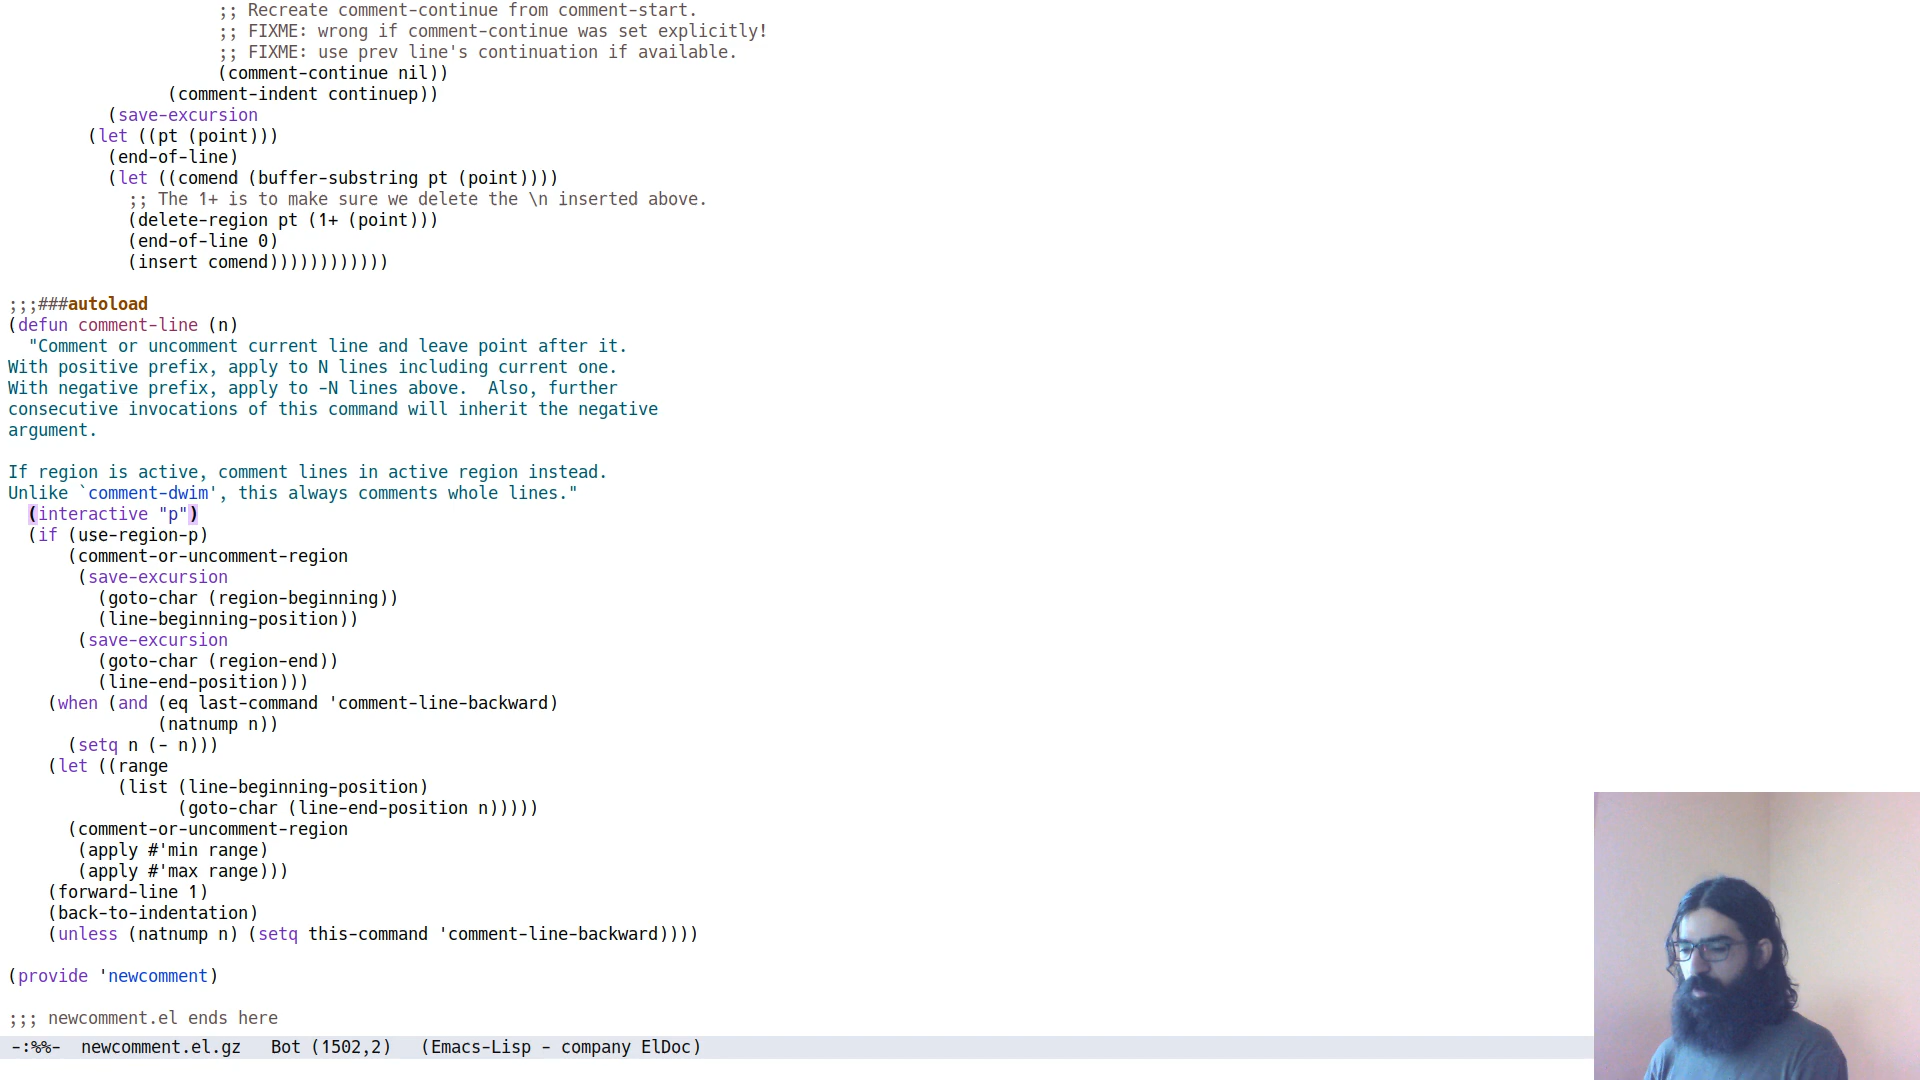 ;; Recreate comment-continue from comment-start.
;; FIXME: wrong if comment-continue was set explicitly!
;; FIXME: use prev line's continuation if available.
(comment-continue nil))
(comment-indent continuep))
(save-excursion
(let ((pt (point)))
(end-of-line)
(let ((comend (buffer-substring pt (point))))
;; The 1+ is to make sure we delete the \n inserted above.
(delete-region pt (1+ (point)))
(end-of-line 0)
(insert comend))))))))))))
;;;###autoload
(defun comment-line (n)
"Comment or uncomment current line and leave point after it.
With positive prefix, apply to N lines including current one.
With negative prefix, apply to -N lines above.  Also, further
consecutive invocations of this command will inherit the negative
argument.
If region is active, comment lines in active region instead.
Unlike `comment-dwim', this always comments whole lines."
(interactive "p")
(if (use-region-p)
(comment-or-uncomment-region
(save-excursion
(goto-char (region-beginning))
(line-beginning-position))
(save-excursion
(goto-char (region-end))
(line-end-position)))
(when (and (eq last-command 'comment-line-backward)
(natnump n))
(setq n (- n)))
(let ((range
(list (line-beginning-position)
(goto-char (line-end-position n)))))
(comment-or-uncomment-region
(apply #'min range)
(apply #'max range)))
(forward-line 1)
(back-to-indentation)
(unless (natnump n) (setq this-command 'comment-line-backward))))
(provide 'newcomment)
;;; newcomment.el ends here
-:%%-  newcomment.el.gz   Bot (1502,2)   (Emacs-Lisp - company ElDoc)